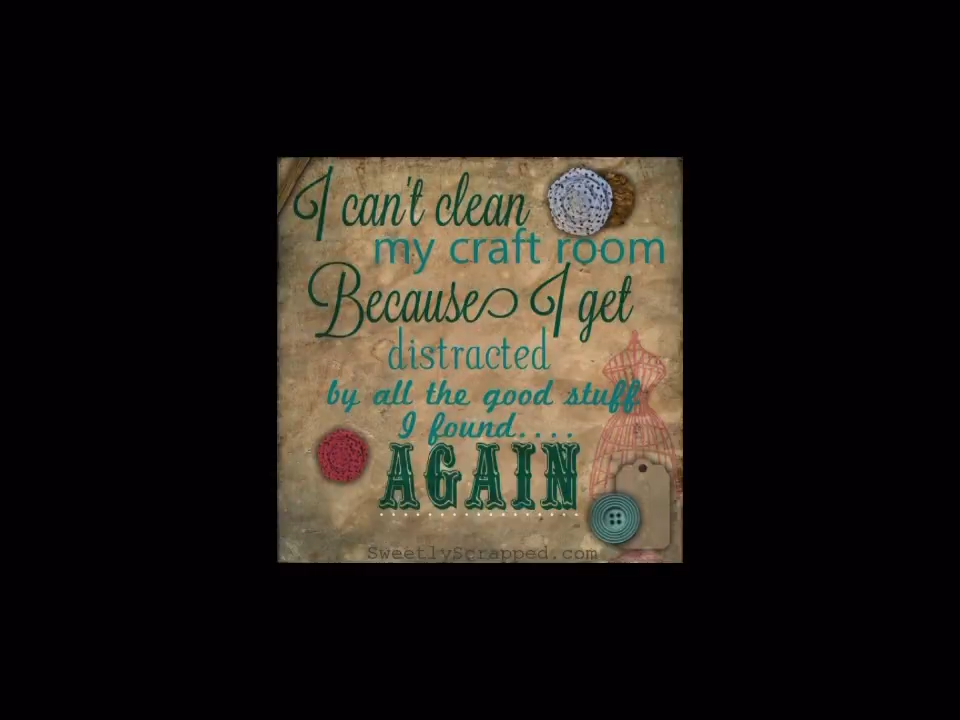 I can't clean
my craft room
Because I get
distracted
by all the good stuff
I found....
AGAIN
SweetlyScrapped.com